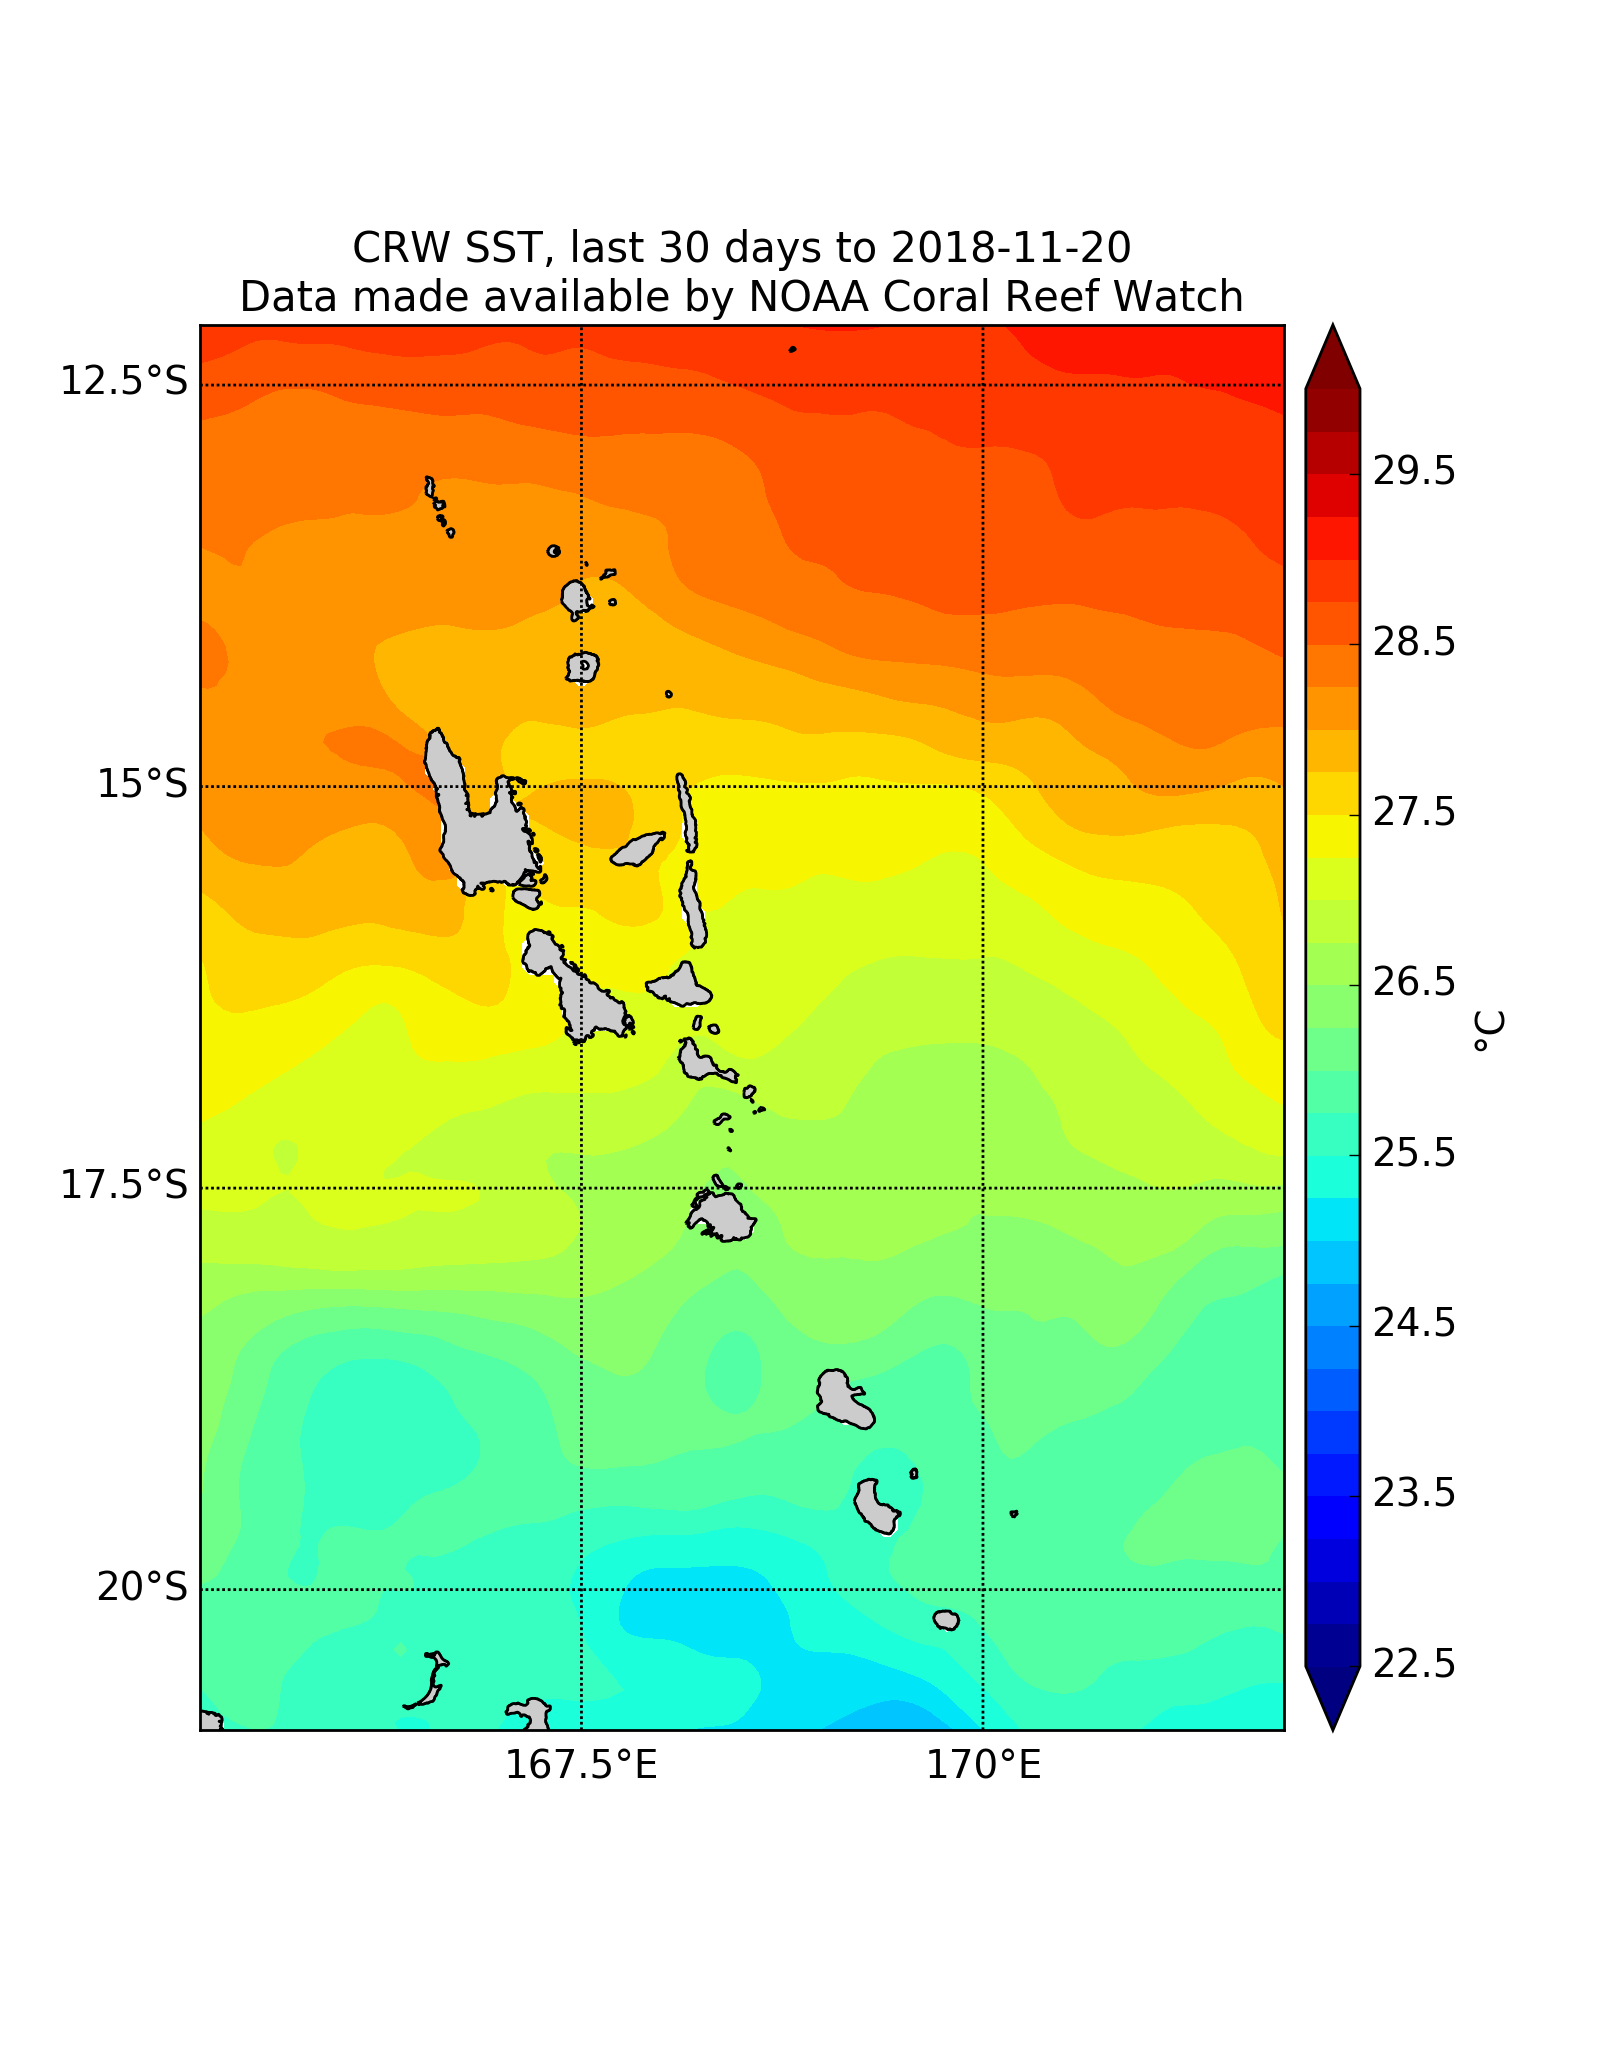 CRW SST, last 30 days to 2018-11-20
Data made available by NOAA Coral Reef Watch
12.5°S
15°S
17.5°S
20°S
167.5°E
170°E
29.5
28.5
27.5
26.5
25.5
24.5
23.5
22.5
°C